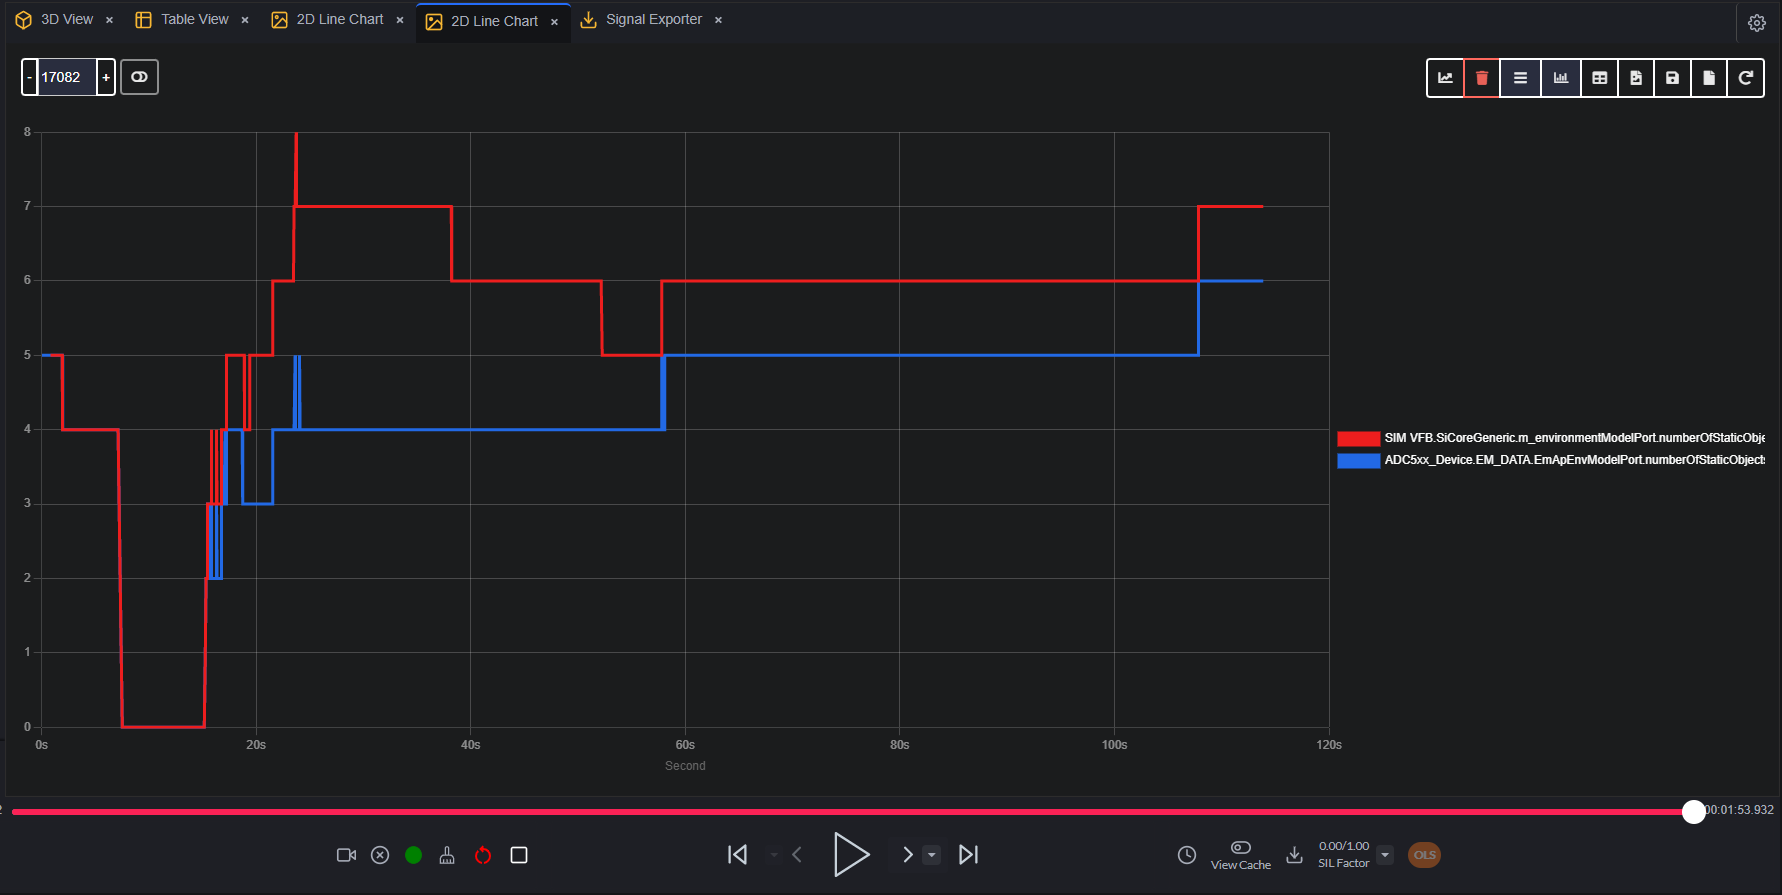 3D View × Table View × 2D Line Chart × 2D Line Chart × Signal Exporter ×
- 17082 +
8
7
6
5
4
3
2
1
0
0s 20s 40s 60s 80s 100s 120s
Second
SIM VFB.SiCoreGeneric.m_environmentModelPort.numberOfStaticObje
ADC5xx_Device.EM_DATA.EmApEnvModelPort.numberOfStaticObjects
00:01:53.932
View Cache
0.00/1.00
SIL Factor
OLS